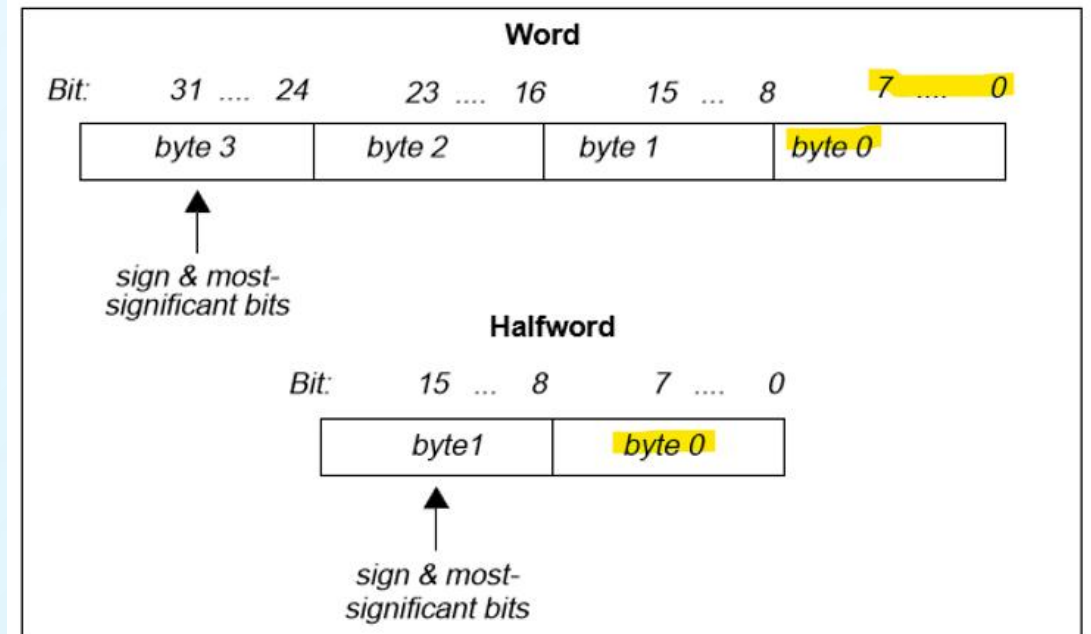 Word
Bit: 31 .... 24 23 .... 16 15 ... 8 7 .... 0
byte 3 byte 2 byte 1 byte 0
sign & most-
significant bits
Halfword
Bit: 15 ... 8 7 .... 0
byte1 byte 0
sign & most-
significant bits